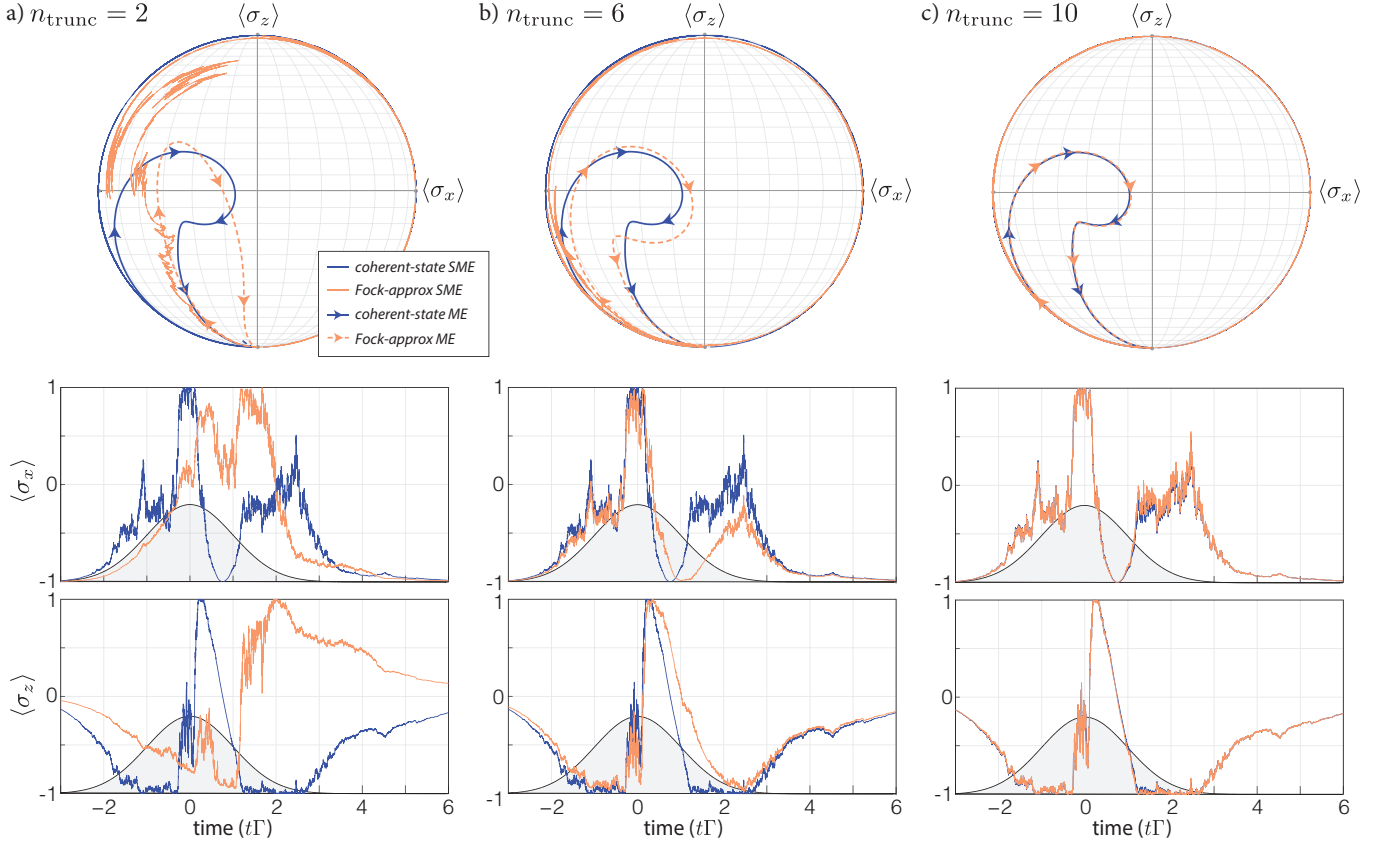 a) n_trunc = 2
⟨σ_z⟩
b) n_trunc = 6
⟨σ_z⟩
c) n_trunc = 10
⟨σ_z⟩
⟨σ_x⟩
⟨σ_x⟩
⟨σ_x⟩
coherent-state SME
Fock-approx SME
coherent-state ME
Fock-approx ME
⟨σ_x⟩
1
0
-1
1
0
-1
1
0
-1
⟨σ_z⟩
1
0
-1
1
0
-1
1
0
-1
−2 0 2 4 6
−2 0 2 4 6
−2 0 2 4 6
time (tΓ)
time (tΓ)
time (tΓ)